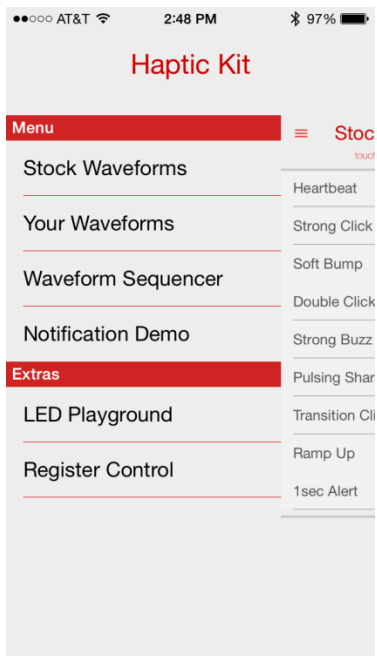 AT&T 2:48 PM 97%
Haptic Kit
Menu
Stock Waveforms
Your Waveforms
Waveform Sequencer
Notification Demo
Extras
LED Playground
Register Control
Stoc
touch
Heartbeat
Strong Click
Soft Bump
Double Click
Strong Buzz
Pulsing Shar
Transition Cli
Ramp Up
1sec Alert